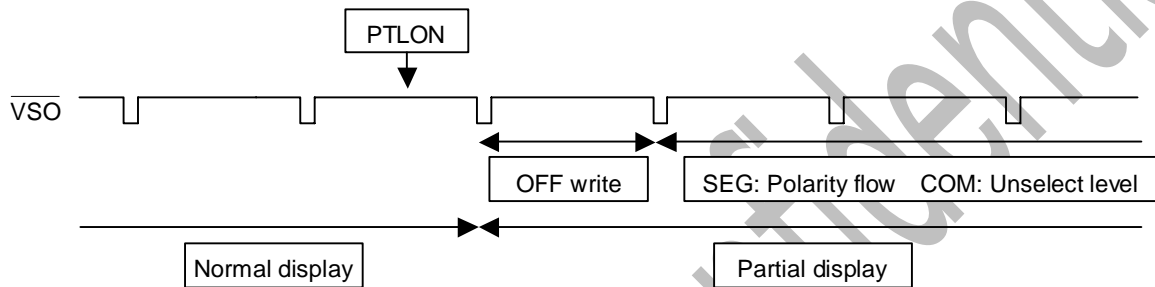 PTLON
VSO
OFF write
SEG: Polarity flow COM: Unselect level
Normal display
Partial display